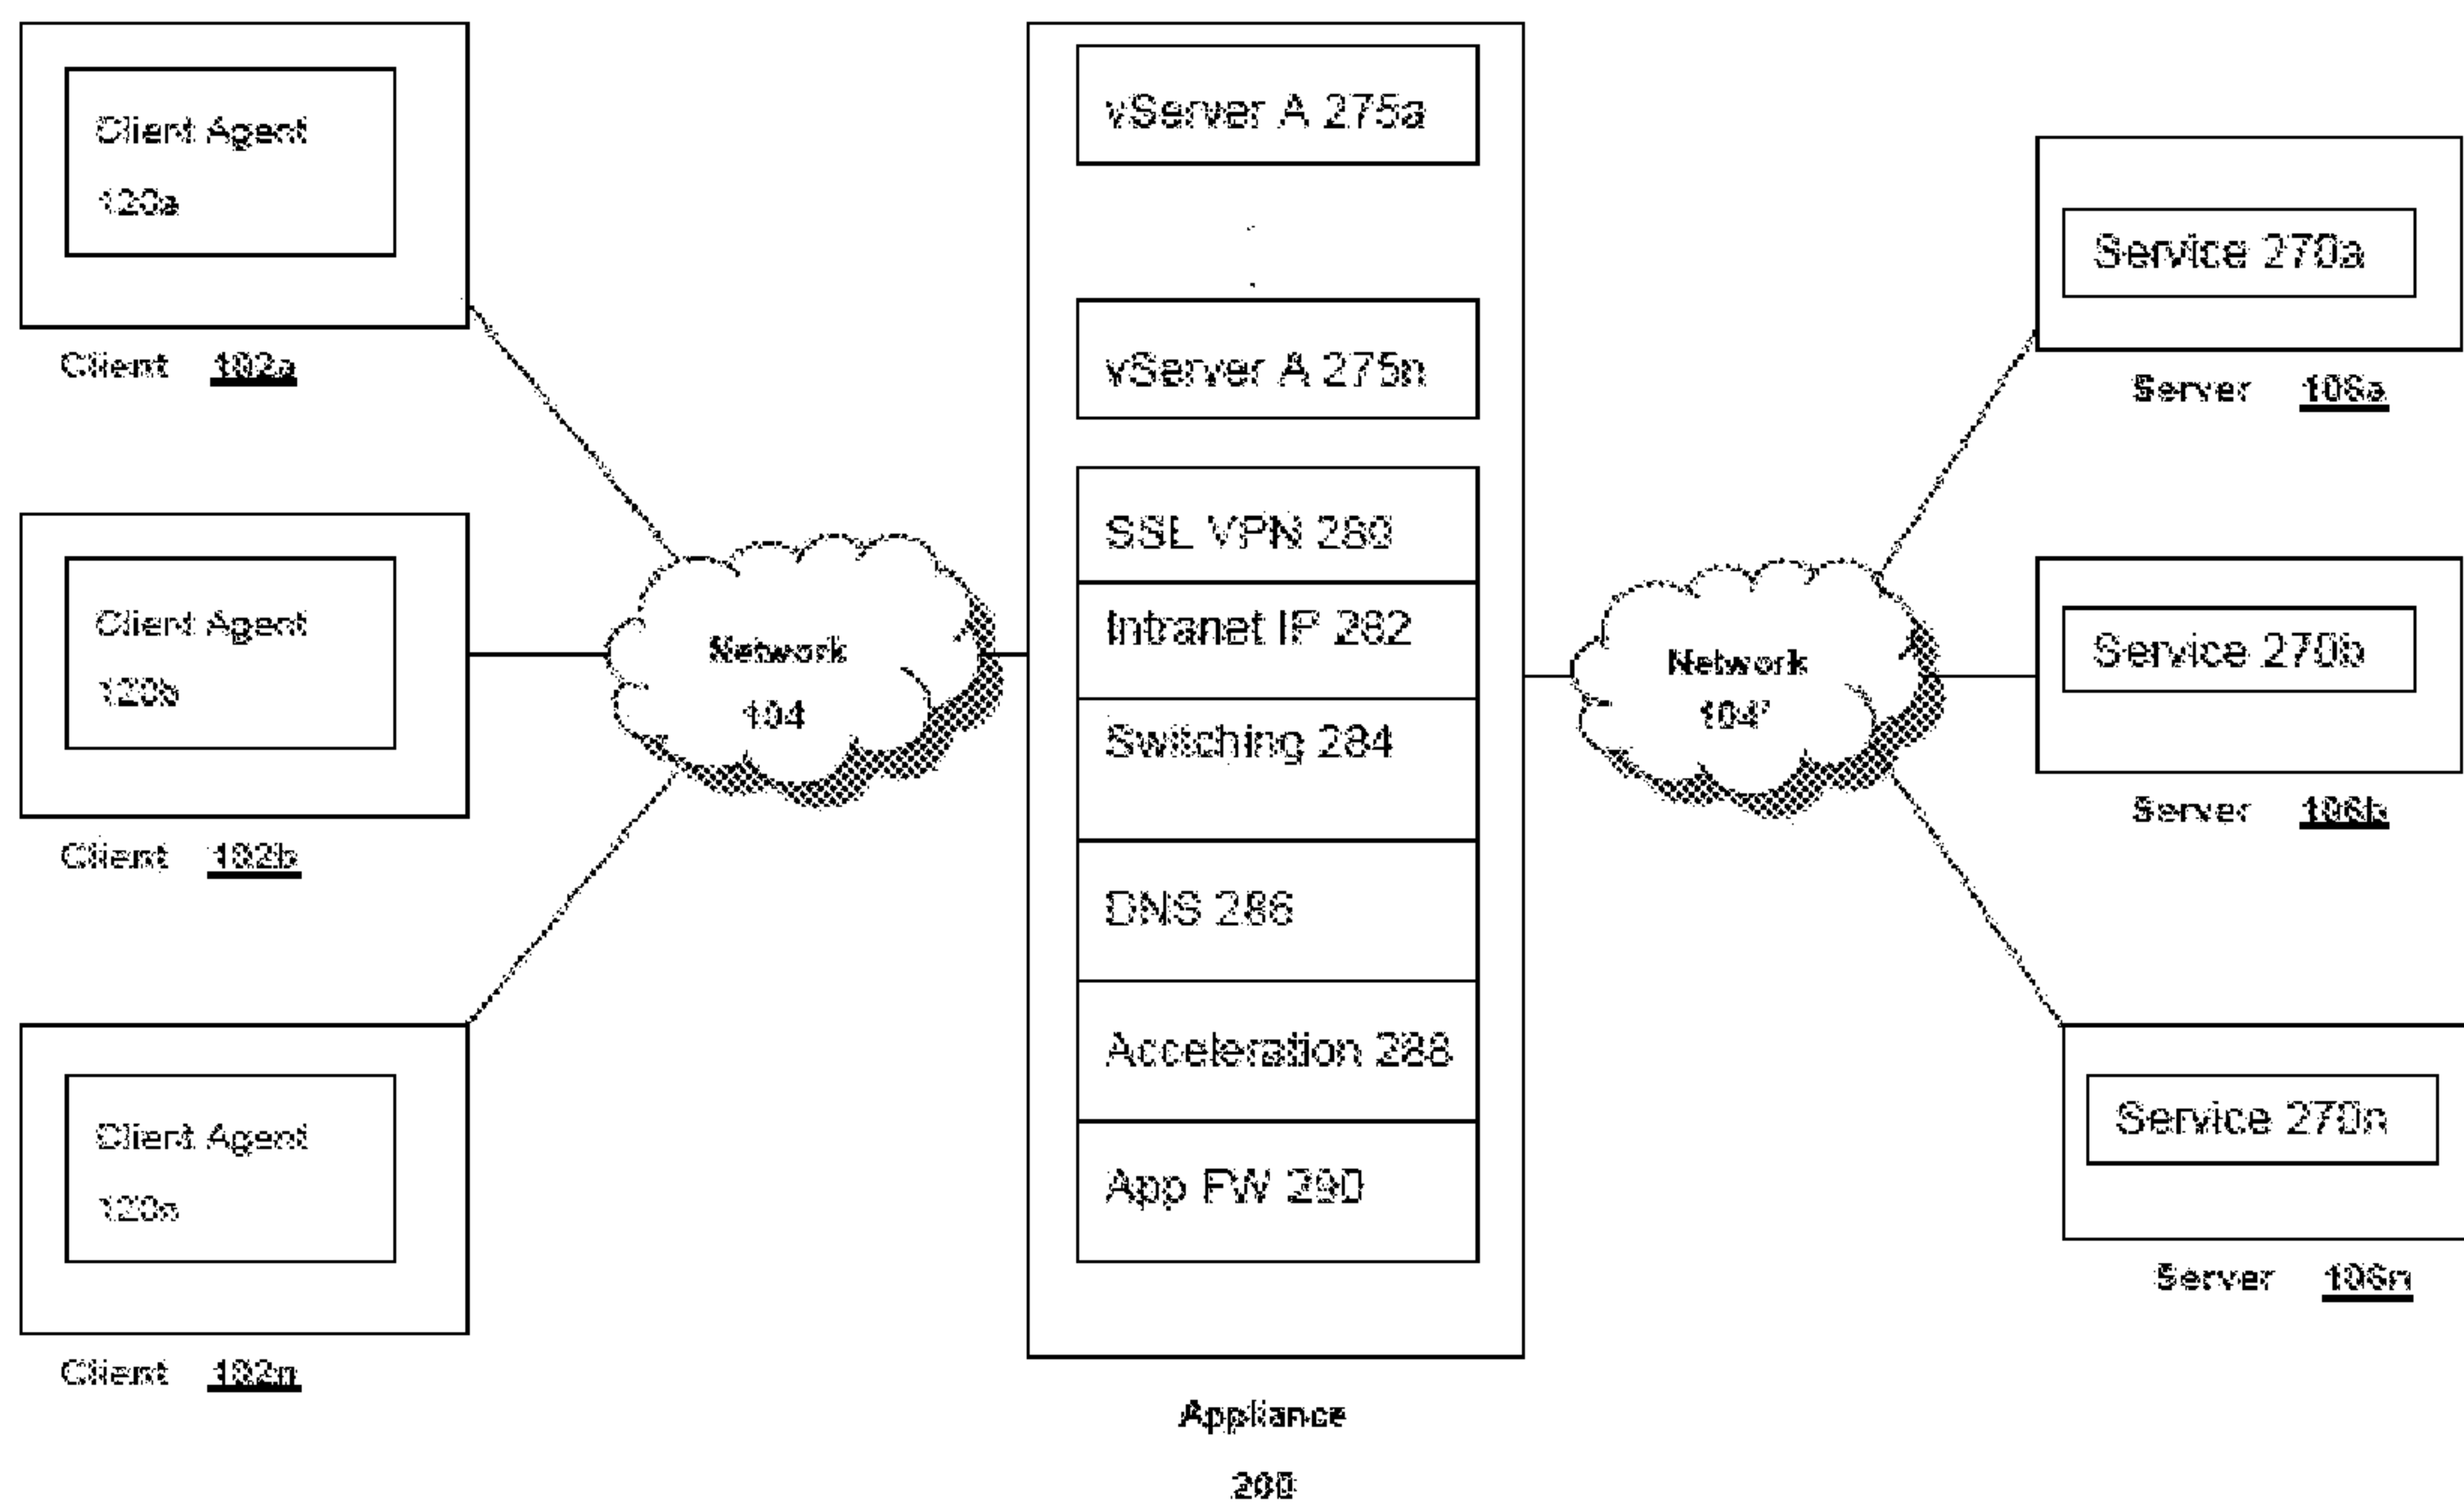 Client Agent
120a
Client 102a
Client Agent
120b
Client 102b
Client Agent
120n
Client 102n
Network
104
vServer A 275a
vServer A 275n
SSL VPN 280
Intranet IP 282
Switching 284
DNS 286
Acceleration 288
App FW 290
Appliance
200
Network
104'
Service 270a
Server 106a
Service 270b
Server 106b
Service 270n
Server 106n